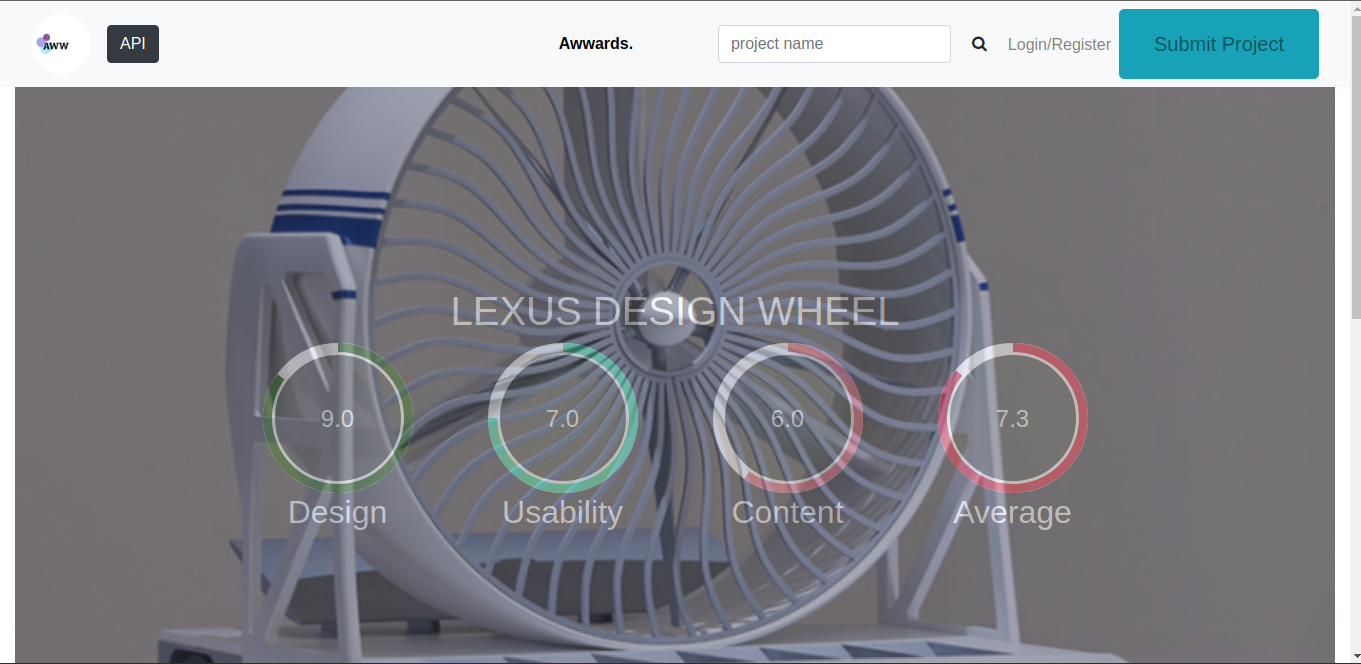 AWW
API
Awwards.
project name
Login/Register
Submit Project
LEXUS DESIGN WHEEL
9.0
7.0
6.0
7.3
Design
Usability
Content
Average